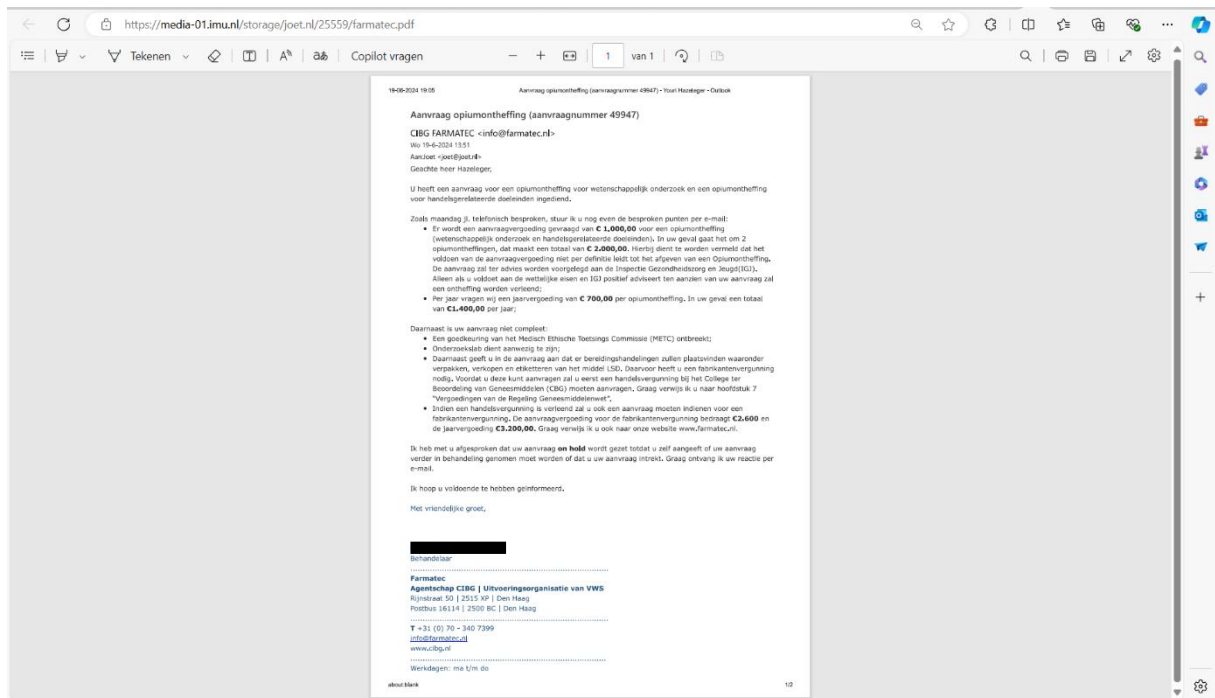 https://media-01.imu.nl/storage/joet.nl/25559/farmatec.pdf
Tekenen
aあ
Copilot vragen
1 van 1
19-06-2024 19:05
Aanvraag opiumontheffing (aanvraagnummer 49947) - Youri Hazeleger - Outlook
Aanvraag opiumontheffing (aanvraagnummer 49947)
CIBG FARMATEC <info@farmatec.nl>
Wo 19-6-2024 13:51
Aan:Joet <joet@joet.nl>
Geachte heer Hazeleger,
U heeft een aanvraag voor een opiumontheffing voor wetenschappelijk onderzoek en een opiumontheffing
voor handelsgerelateerde doeleinden ingediend.
Zoals maandag jl. telefonisch besproken, stuur ik u nog even de besproken punten per e-mail:
• Er wordt een aanvraagvergoeding gevraagd van € 1.000,00 voor een opiumontheffing
(wetenschappelijk onderzoek en handelsgerelateerde doeleinden). In uw geval gaat het om 2
opiumontheffingen, dat maakt een totaal van € 2.000,00. Hierbij dient te worden vermeld dat het
voldoen van de aanvraagvergoeding niet per definitie leidt tot het afgeven van een Opiumontheffing.
De aanvraag zal ter advies worden voorgelegd aan de Inspectie Gezondheidszorg en Jeugd(IGJ).
Alleen als u voldoet aan de wettelijke eisen en IGJ positief adviseert ten aanzien van uw aanvraag zal
een ontheffing worden verleend;
• Per jaar vragen wij een jaarvergoeding van € 700,00 per opiumontheffing. In uw geval een totaal
van €1.400,00 per jaar;
Daarnaast is uw aanvraag niet compleet:
• Een goedkeuring van het Medisch Ethische Toetsings Commissie (METC) ontbreekt;
• Onderzoekslab dient aanwezig te zijn;
• Daarnaast geeft u in de aanvraag aan dat er bereidingshandelingen zullen plaatsvinden waaronder
verpakken, verkopen en etiketteren van het middel LSD. Daarvoor heeft u een fabrikantenvergunning
nodig. Voordat u deze kunt aanvragen zal u eerst een handelsvergunning bij het College ter
Beoordeling van Geneesmiddelen (CBG) moeten aanvragen. Graag verwijs ik u naar hoofdstuk 7
"Vergoedingen van de Regeling Geneesmiddelenwet".
• Indien een handelsvergunning is verleend zal u ook een aanvraag moeten indienen voor een
fabrikantenvergunning. De aanvraagvergoeding voor de fabrikantenvergunning bedraagt €2.600 en
de jaarvergoeding €3.200,00. Graag verwijs ik u ook naar onze website www.farmatec.nl.
Ik heb met u afgesproken dat uw aanvraag on hold wordt gezet totdat u zelf aangeeft of uw aanvraag
verder in behandeling genomen moet worden of dat u uw aanvraag intrekt. Graag ontvang ik uw reactie per
e-mail.
Ik hoop u voldoende te hebben geïnformeerd.
Met vriendelijke groet,
Behandelaar
Farmatec
Agentschap CIBG | Uitvoeringsorganisatie van VWS
Rijnstraat 50 | 2515 XP | Den Haag
Postbus 16114 | 2500 BC | Den Haag
T +31 (0) 70 - 340 7399
info@farmatec.nl
www.cibg.nl
Werkdagen: ma t/m do
about:blank
1/2